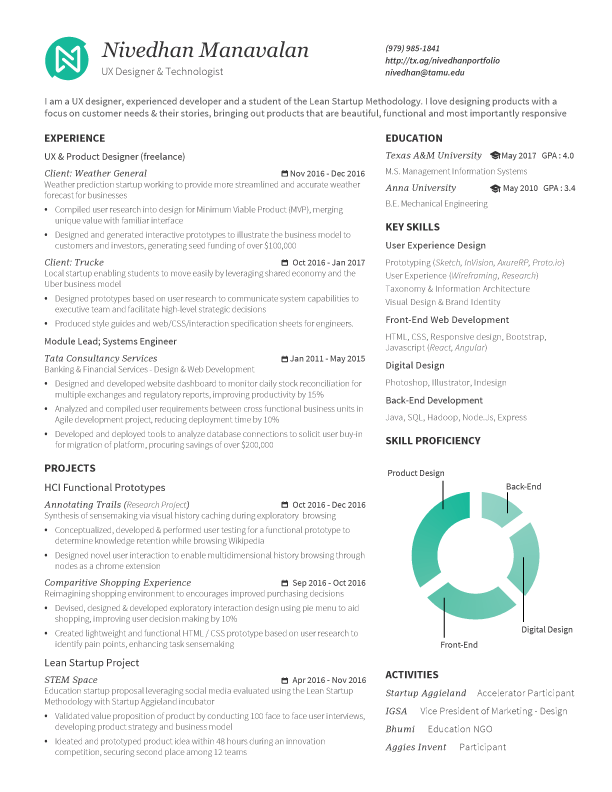 Nivedhan Manavalan
UX Designer & Technologist
(979) 985-1841
http://tx.ag/nivedhanportfolio
nivedhan@tamu.edu
I am a UX designer, experienced developer and a student of the Lean Startup Methodology. I love designing products with a
focus on customer needs & their stories, bringing out products that are beautiful, functional and most importantly responsive
EXPERIENCE
UX & Product Designer (freelance)
Client: Weather General Nov 2016 - Dec 2016
Weather prediction startup working to provide more streamlined and accurate weather
forecast for businesses
• Compiled user research into design for Minimum Viable Product (MVP), merging
unique value with familiar interface
• Designed and generated interactive prototypes to illustrate the business model to
customers and investors, generating seed funding of over $100,000
Client: Trucke Oct 2016 - Jan 2017
Local startup enabling students to move easily by leveraging shared economy and the
Uber business model
• Designed prototypes based on user research to communicate system capabilities to
executive team and facilitate high-level strategic decisions
• Produced style guides and web/CSS/interaction specification sheets for engineers.
Module Lead; Systems Engineer
Tata Consultancy Services Jan 2011 - May 2015
Banking & Financial Services - Design & Web Development
• Designed and developed website dashboard to monitor daily stock reconciliation for
multiple exchanges and regulatory reports, improving productivity by 15%
• Analyzed and compiled user requirements between cross functional business units in
Agile development project, reducing deployment time by 10%
• Developed and deployed tools to analyze database connections to solicit user buy-in
for migration of platform, procuring savings of over $200,000
PROJECTS
HCI Functional Prototypes
Annotating Trails (Research Project) Oct 2016 - Dec 2016
Synthesis of sensemaking via visual history caching during exploratory browsing
• Conceptualized, developed & performed user testing for a functional prototype to
determine knowledge retention while browsing Wikipedia
• Designed novel user interaction to enable multidimensional history browsing through
nodes as a chrome extension
Comparitive Shopping Experience Sep 2016 - Oct 2016
Reimagining shopping environment to encourages improved purchasing decisions
• Devised, designed & developed exploratory interaction design using pie menu to aid
shopping, improving user decision making by 10%
• Created lightweight and functional HTML / CSS prototype based on user research to
identify pain points, enhancing task sensemaking
Lean Startup Project
STEM Space Apr 2016 - Nov 2016
Education startup proposal leveraging social media evaluated using the Lean Startup
Methodology with Startup Aggieland incubator
• Validated value proposition of product by conducting 100 face to face user interviews,
developing product strategy and business model
• Ideated and prototyped product idea within 48 hours during an innovation
competition, securing second place among 12 teams
EDUCATION
Texas A&M University May 2017 GPA : 4.0
M.S. Management Information Systems
Anna University May 2010 GPA : 3.4
B.E. Mechanical Engineering
KEY SKILLS
User Experience Design
Prototyping (Sketch, InVision, AxureRP, Proto.io)
User Experience (Wireframing, Research)
Taxonomy & Information Architecture
Visual Design & Brand Identity
Front-End Web Development
HTML, CSS, Responsive design, Bootstrap,
Javascript (React, Angular)
Digital Design
Photoshop, Illustrator, Indesign
Back-End Development
Java, SQL, Hadoop, Node.Js, Express
SKILL PROFICIENCY
Product Design
Back-End
Digital Design
Front-End
ACTIVITIES
Startup Aggieland Accelerator Participant
IGSA Vice President of Marketing - Design
Bhumi Education NGO
Aggies Invent Participant